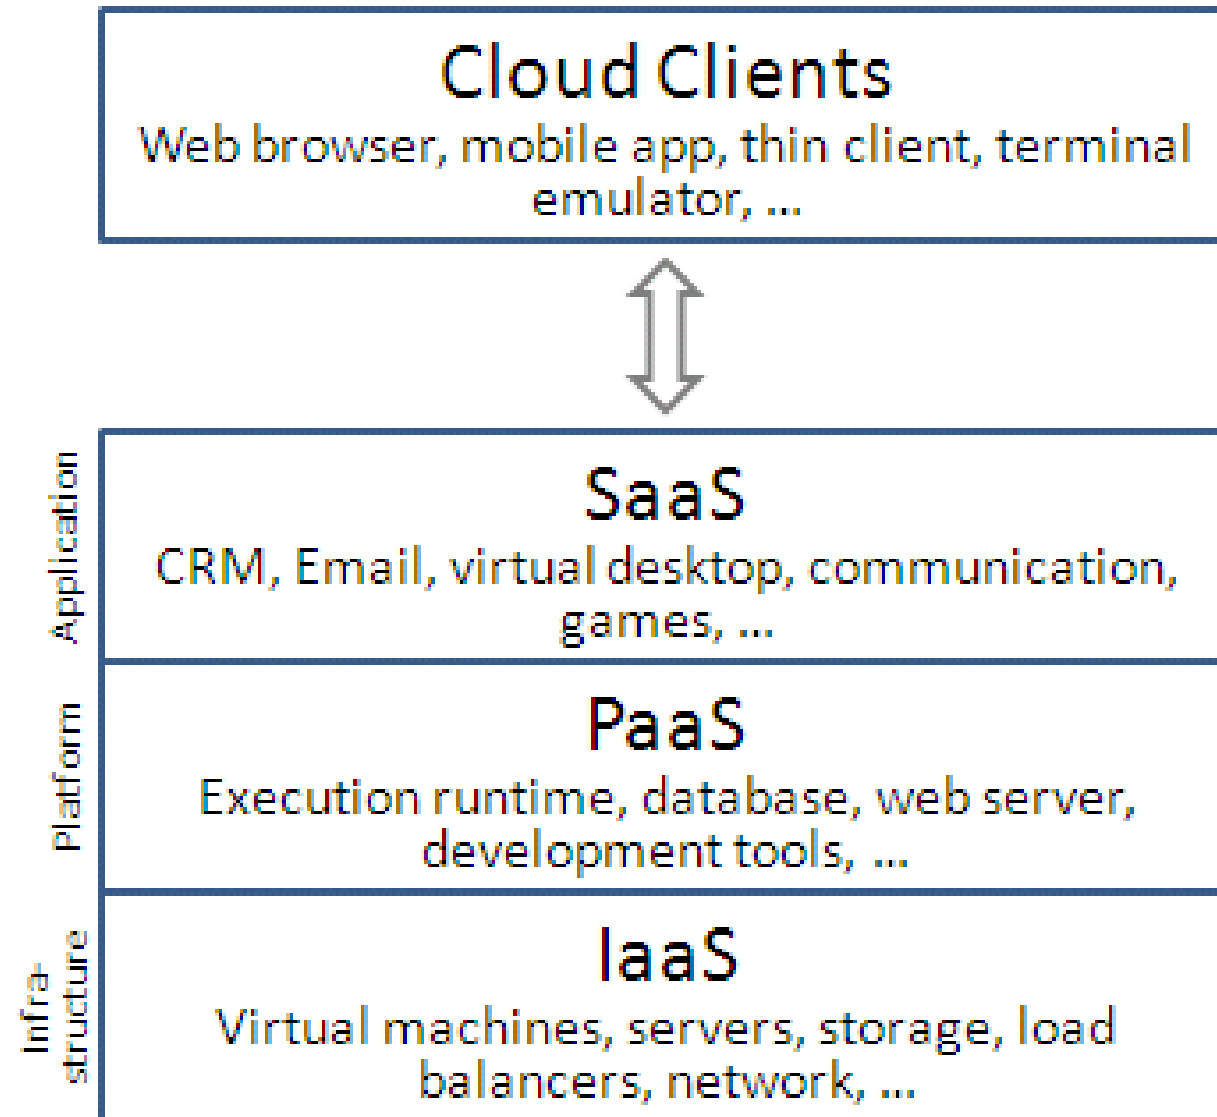 Cloud Clients
Web browser, mobile app, thin client, terminal
emulator, ...
Application
SaaS
CRM, Email, virtual desktop, communication,
games, ...
Platform
PaaS
Execution runtime, database, web server,
development tools, ...
Infra-
structure
IaaS
Virtual machines, servers, storage, load
balancers, network, ...